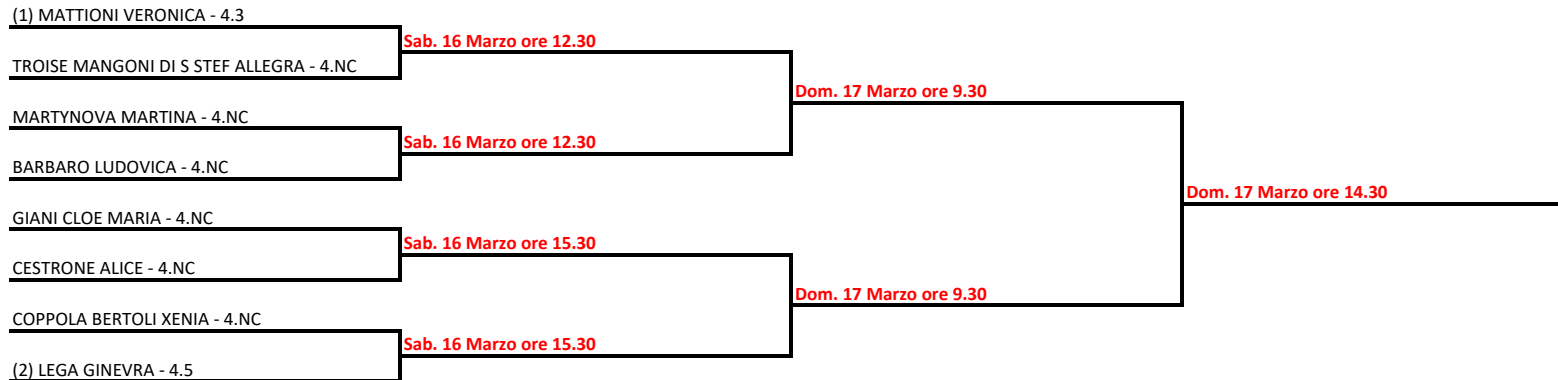 (1) MATTIONI VERONICA - 4.3
Sab. 16 Marzo ore 12.30
TROISE MANGONI DI S STEF ALLEGRA - 4.NC
Dom. 17 Marzo ore 9.30
MARTYNOVA MARTINA - 4.NC
Sab. 16 Marzo ore 12.30
BARBARO LUDOVICA - 4.NC
Dom. 17 Marzo ore 14.30
GIANI CLOE MARIA - 4.NC
Sab. 16 Marzo ore 15.30
CESTRONE ALICE - 4.NC
Dom. 17 Marzo ore 9.30
COPPOLA BERTOLI XENIA - 4.NC
Sab. 16 Marzo ore 15.30
(2) LEGA GINEVRA - 4.5